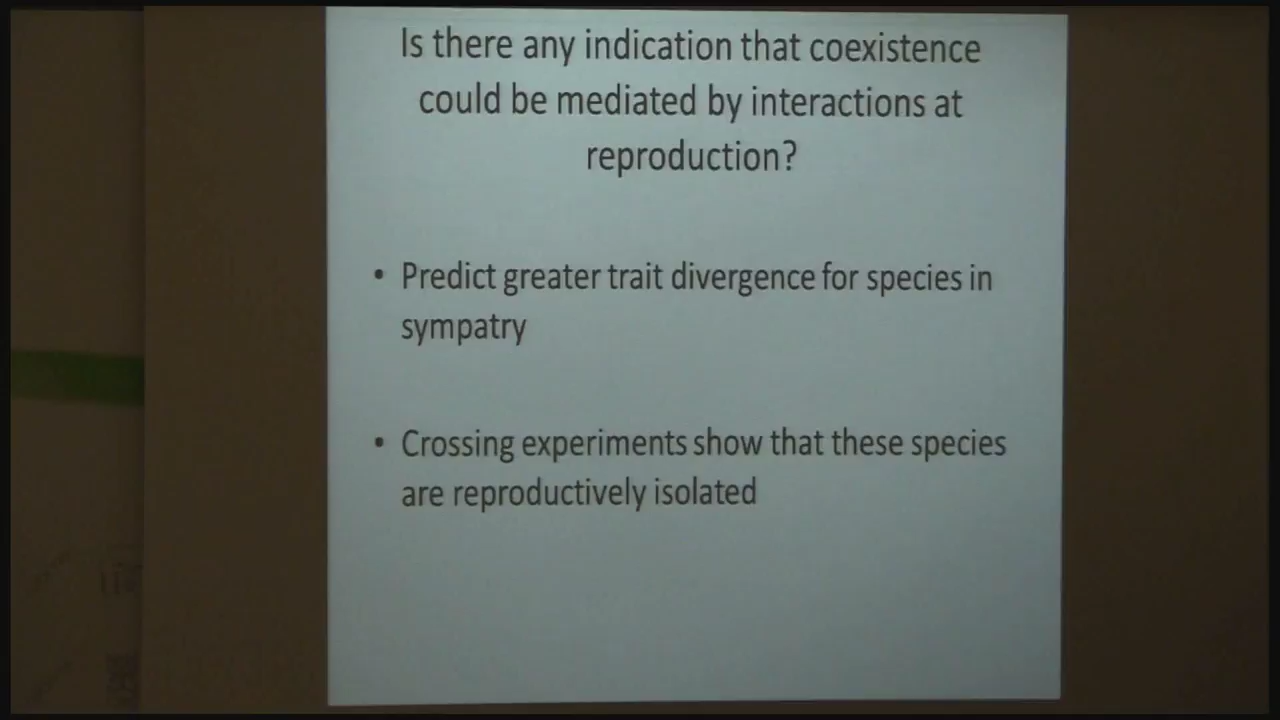 Is there any indication that coexistence
could be mediated by interactions at
reproduction?
• Predict greater trait divergence for species in
sympatry
• Crossing experiments show that these species
are reproductively isolated